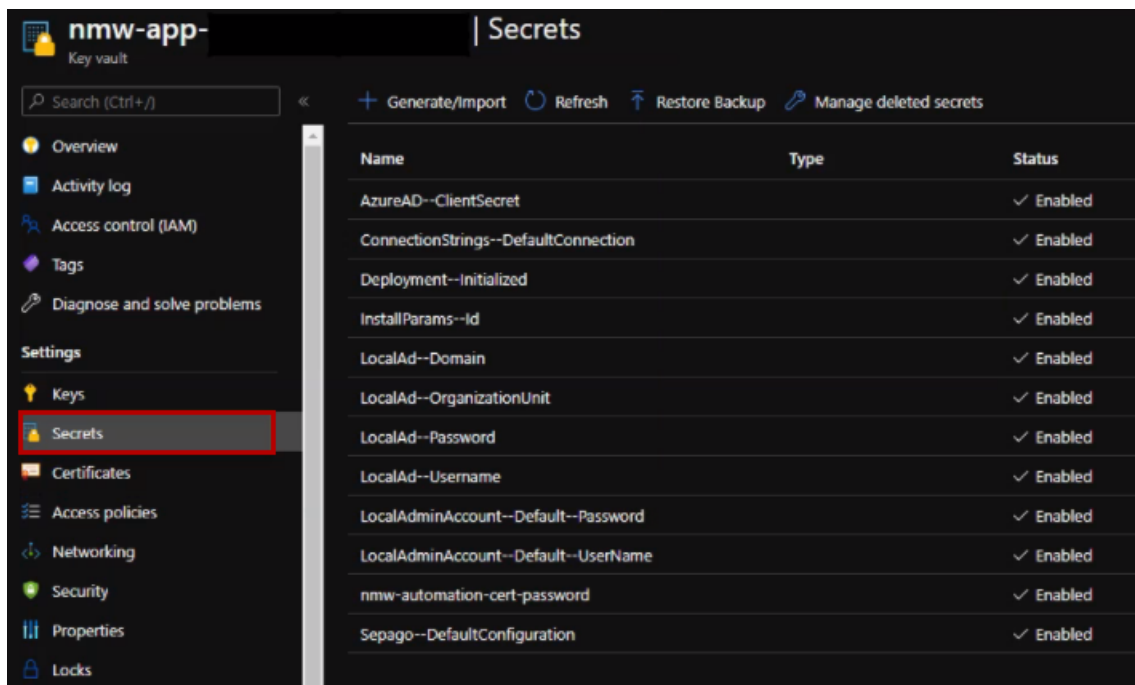 nmw-app- | Secrets
Key vault
Search (Ctrl+/)
«
Overview
Activity log
Access control (IAM)
Tags
Diagnose and solve problems
Settings
Keys
Secrets
Certificates
Access policies
Networking
Security
Properties
Locks
+ Generate/Import Refresh Restore Backup Manage deleted secrets
Name Type Status
AzureAD--ClientSecret ✓ Enabled
ConnectionStrings--DefaultConnection ✓ Enabled
Deployment--Initialized ✓ Enabled
InstallParams--Id ✓ Enabled
LocalAd--Domain ✓ Enabled
LocalAd--OrganizationUnit ✓ Enabled
LocalAd--Password ✓ Enabled
LocalAd--Username ✓ Enabled
LocalAdminAccount--Default--Password ✓ Enabled
LocalAdminAccount--Default--UserName ✓ Enabled
nmw-automation-cert-password ✓ Enabled
Sepago--DefaultConfiguration ✓ Enabled